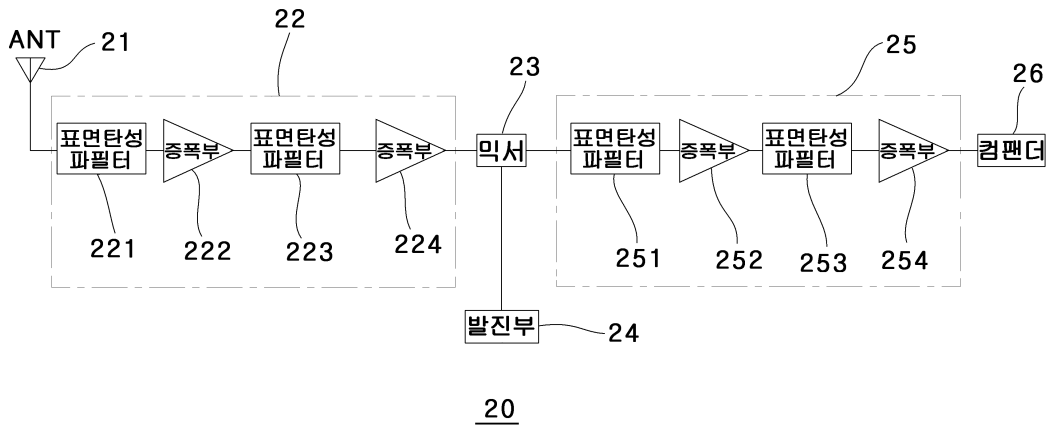 ANT
21
22
23
25
26
표면탄성
파필터
증폭부
표면탄성
파필터
증폭부
믹서
표면탄성
파필터
증폭부
표면탄성
파필터
증폭부
컴팬더
221
222
223
224
251
252
253
254
발진부
24
20